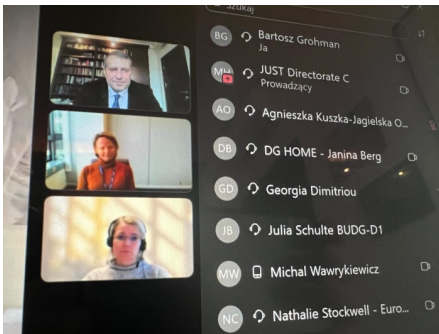 Szukaj
BG
Bartosz Grohman
Ja
MH
JUST Directorate C
Prowadzący
AO
Agnieszka Kuszka-Jagielska O...
DB
DG HOME - Janina Berg
GD
Georgia Dimitriou
JB
Julia Schulte BUDG-D1
MW
Michal Wawrykiewicz
NC
Nathalie Stockwell - Euro...